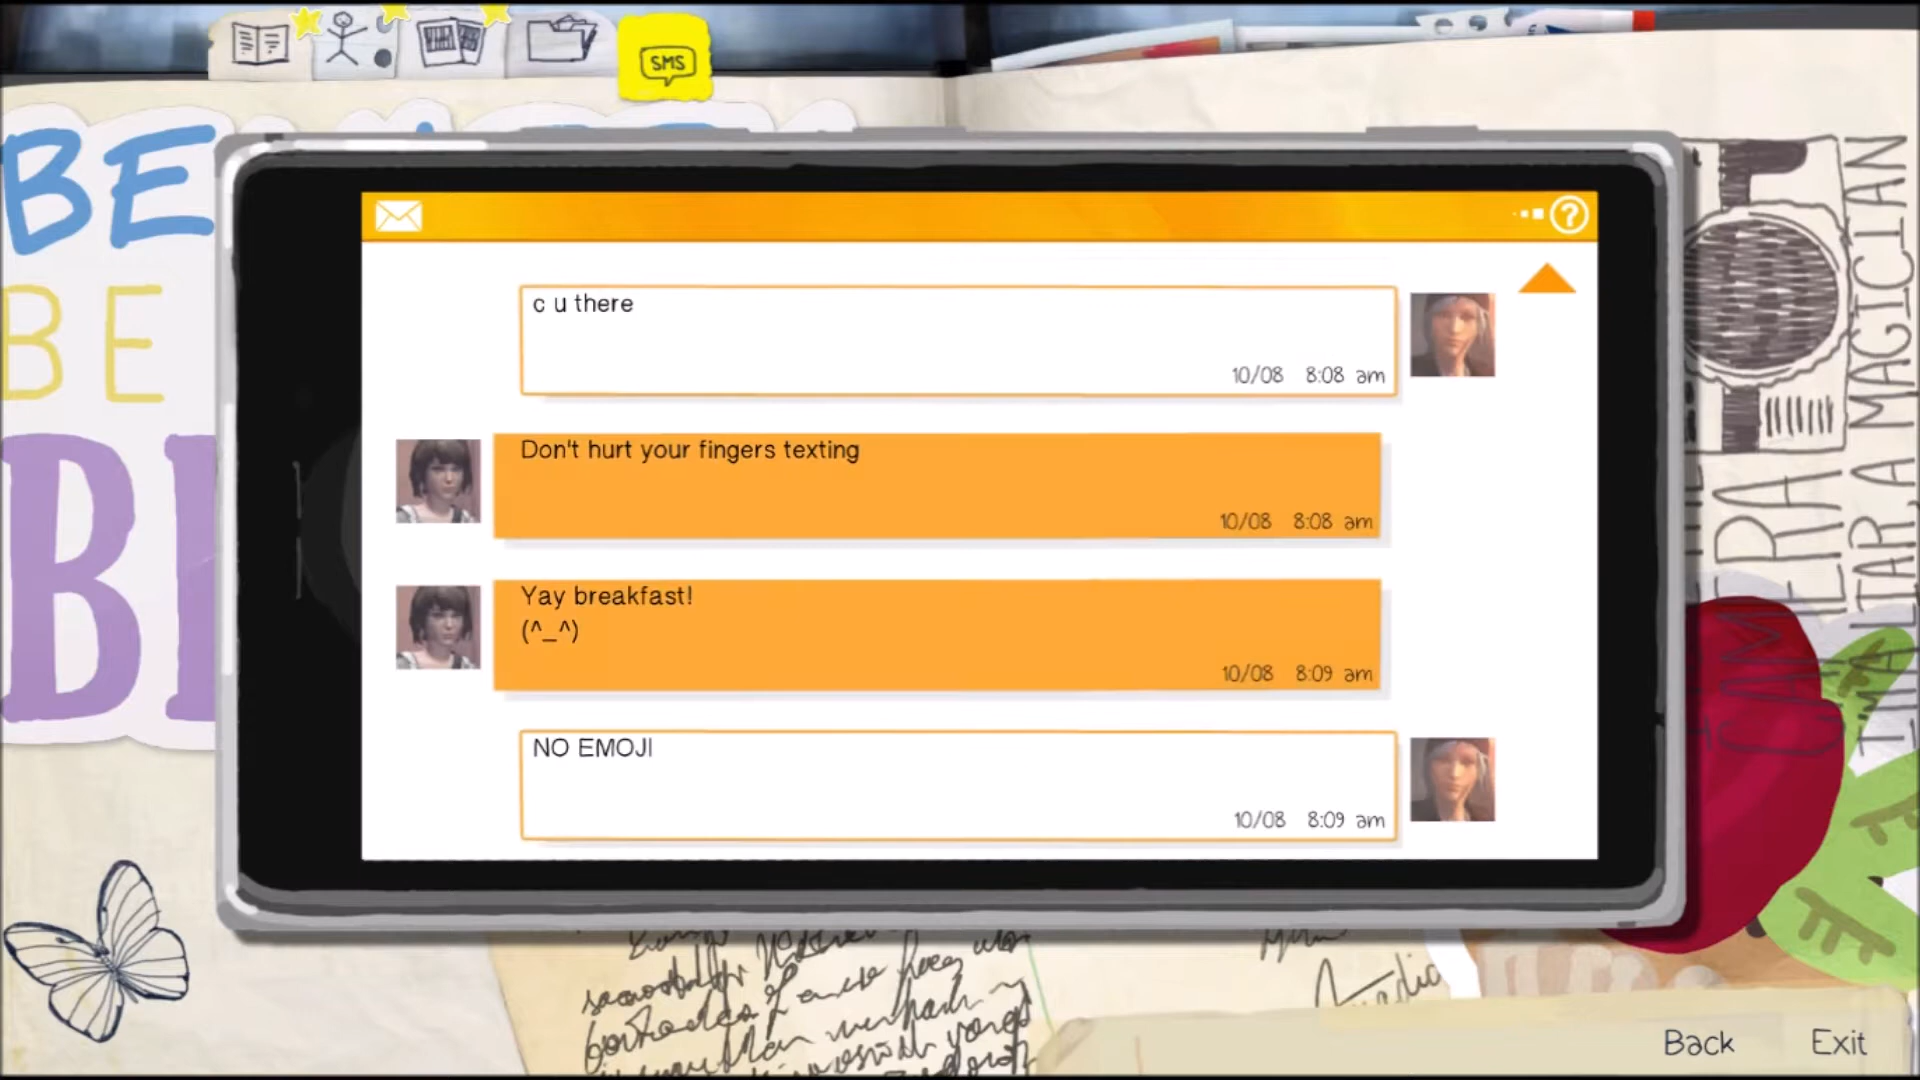 SMS
BE
BE
c u there
10/08 8:08 am
Don't hurt your fingers texting
10/08 8:08 am
Yay breakfast!
(^_^)
10/08 8:09 am
NO EMOJI
10/08 8:09 am
MAGICIAN
Back
Exit